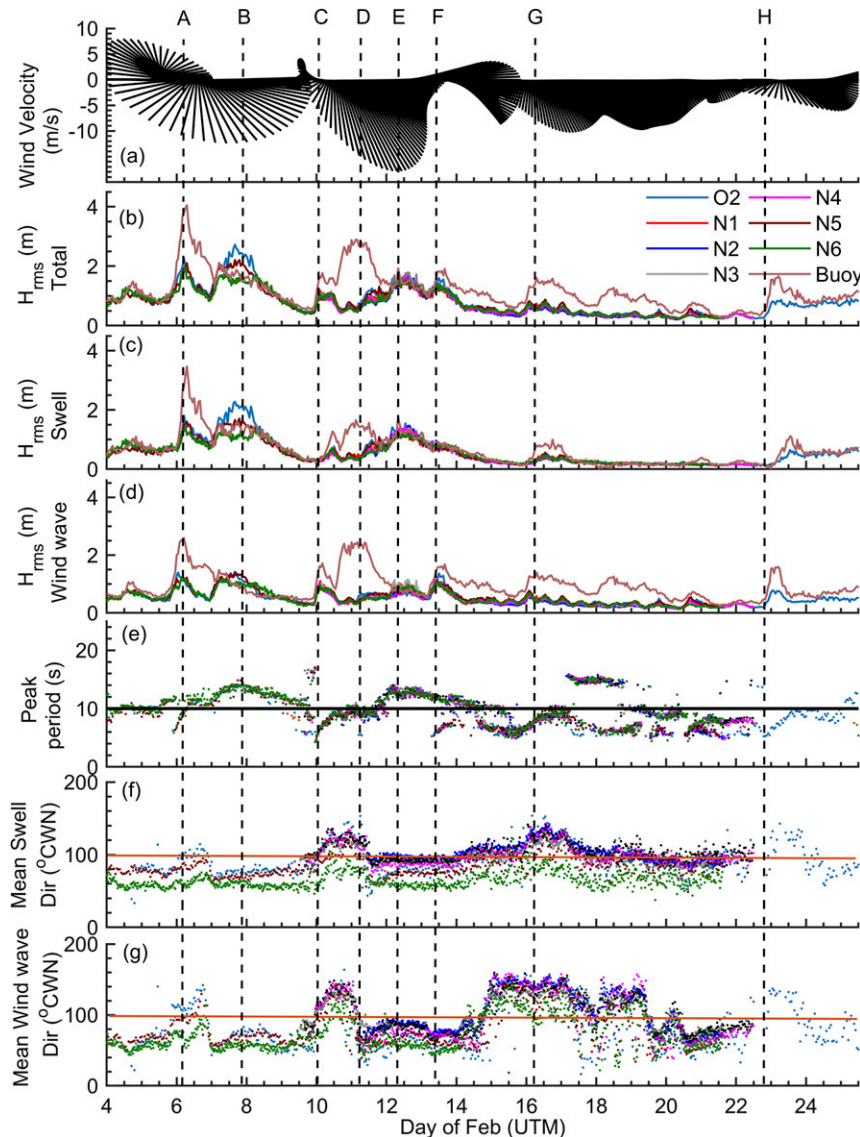 A B C D E F G H
10
5
0
-5
-10
Wind Velocity
(m/s)
(a)
4
2
0
H_rms (m)
Total
(b)
O2 N4
N1 N5
N2 N6
N3 Buoy
4
2
0
H_rms (m)
Swell
(c)
4
2
0
H_rms (m)
Wind wave
(d)
20
10
0
Peak
period (s)
(e)
200
100
0
Mean Swell
Dir (°CWN)
(f)
200
100
0
Mean Wind wave
Dir (°CWN)
(g)
4 6 8 10 12 14 16 18 20 22 24
Day of Feb (UTM)